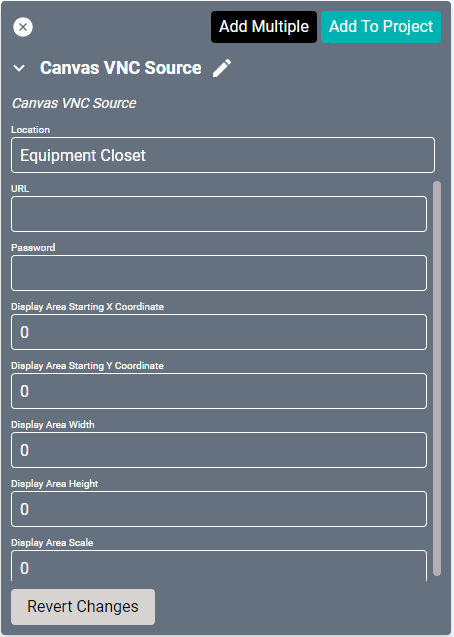 Add Multiple
Add To Project
Canvas VNC Source
Canvas VNC Source
Location
Equipment Closet
URL
Password
Display Area Starting X Coordinate
0
Display Area Starting Y Coordinate
0
Display Area Width
0
Display Area Height
0
Display Area Scale
0
Revert Changes